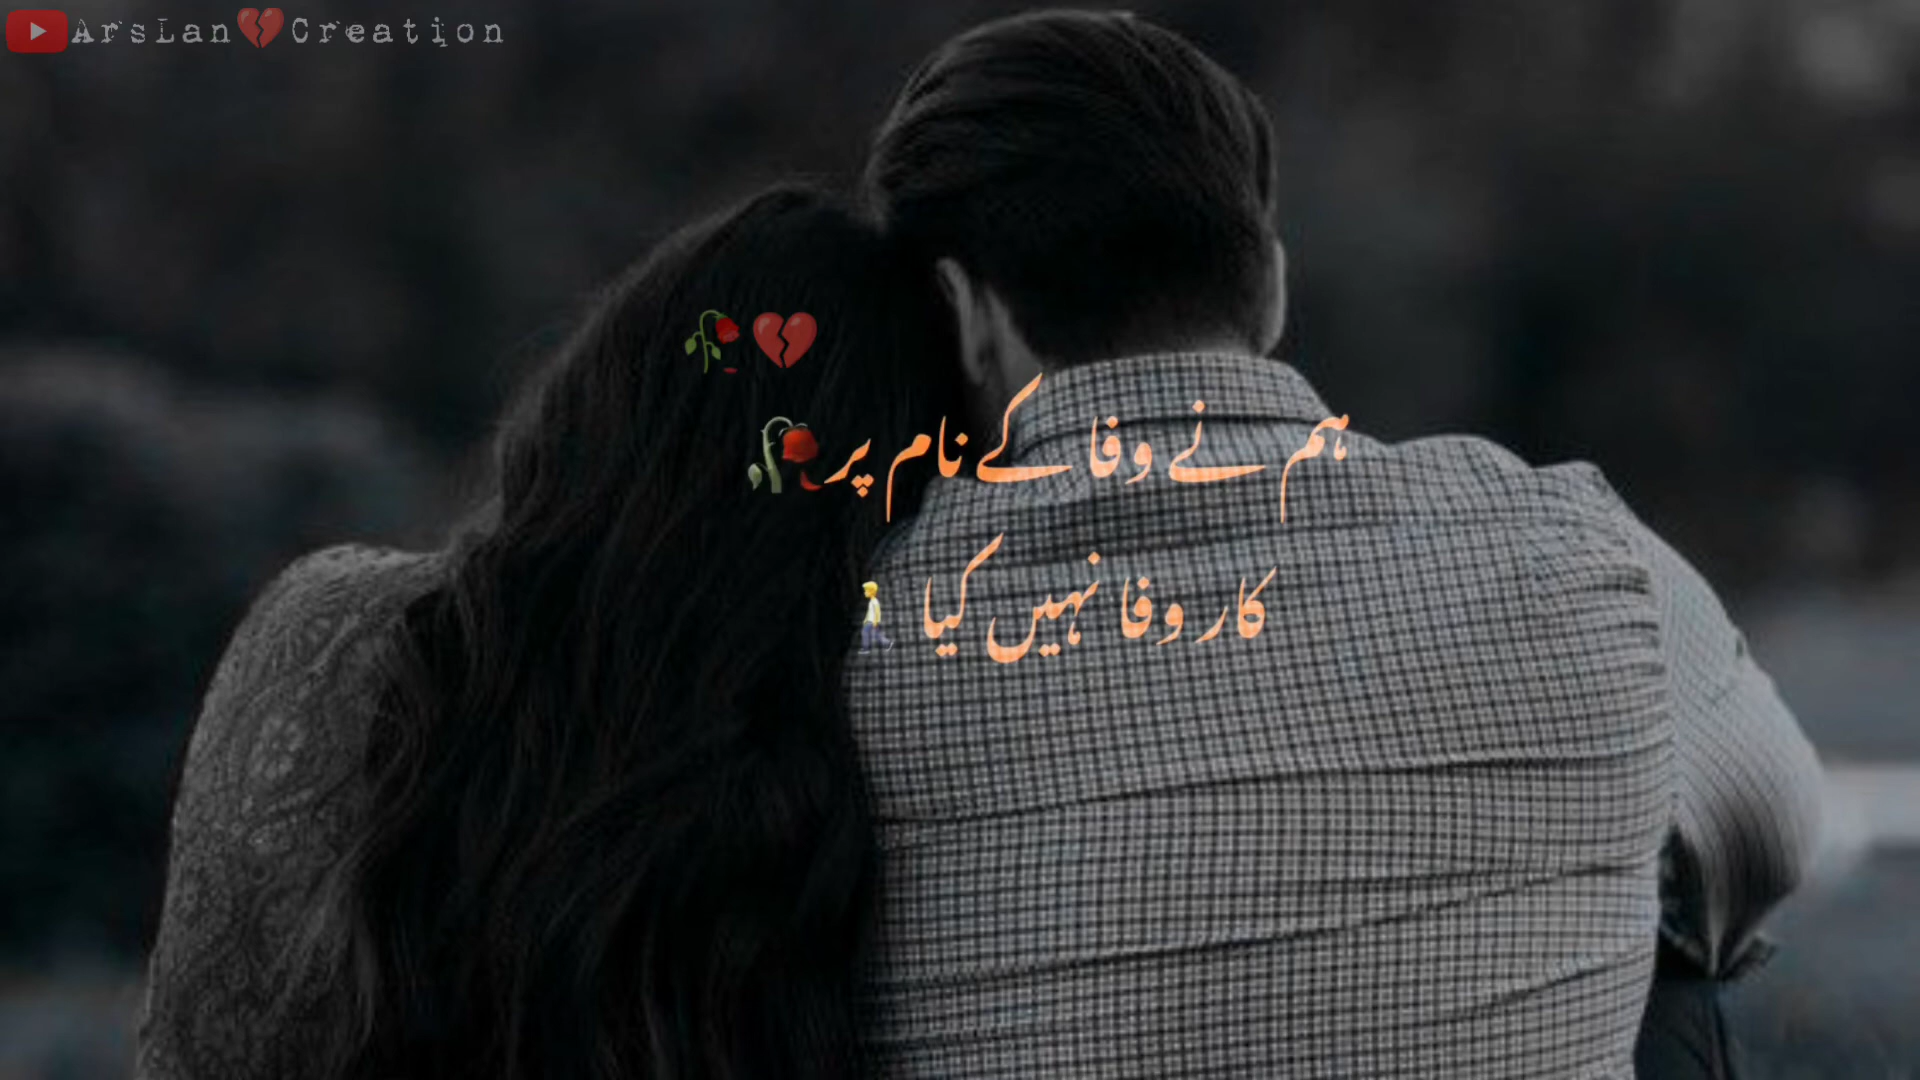 ArsLan💔Creation
🥀💔
ہم نے وفا کے نام پر🥀
کار وفا نہیں کیا 🚶